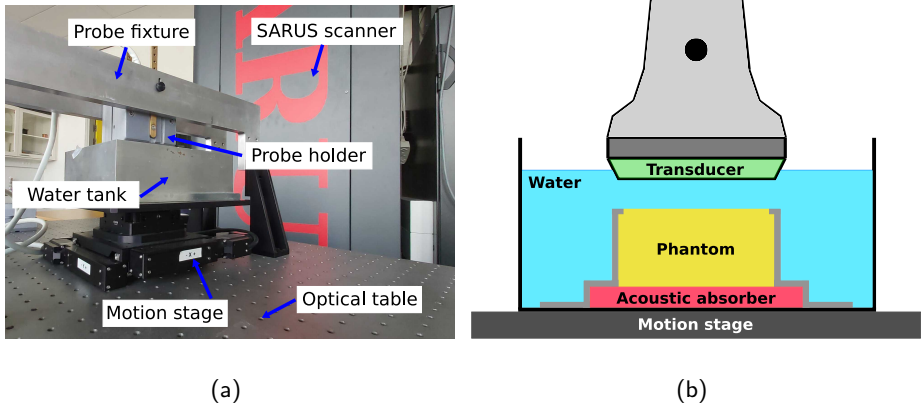 Probe fixture
SARUS scanner
Probe holder
Water tank
Motion stage
Optical table
(a)
Transducer
Water
Phantom
Acoustic absorber
Motion stage
(b)